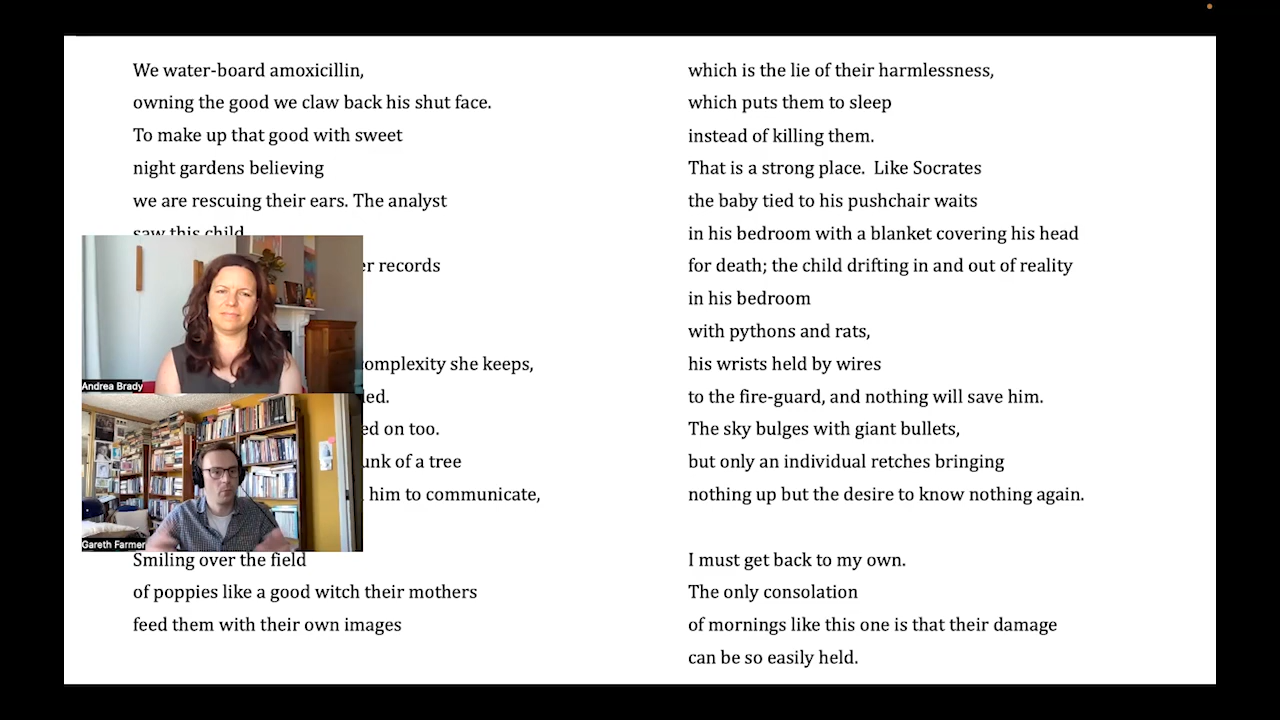 We water-board amoxicillin,
owning the good we claw back his shut face.
To make up that good with sweet
night gardens believing
we are rescuing their ears. The analyst
saw this child
er records
complexity she keeps,
led.
ed on too.
unk of a tree
him to communicate,
Smiling over the field
of poppies like a good witch their mothers
feed them with their own images
which is the lie of their harmlessness,
which puts them to sleep
instead of killing them.
That is a strong place.  Like Socrates
the baby tied to his pushchair waits
in his bedroom with a blanket covering his head
for death; the child drifting in and out of reality
in his bedroom
with pythons and rats,
his wrists held by wires
to the fire-guard, and nothing will save him.
The sky bulges with giant bullets,
but only an individual retches bringing
nothing up but the desire to know nothing again.
I must get back to my own.
The only consolation
of mornings like this one is that their damage
can be so easily held.
Andrea Brady
Gareth Farmer